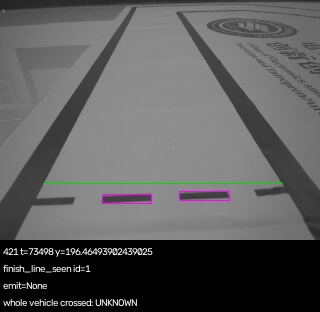 421 t=73498 y=196.46493902439025
finish_line_seen id=1
emit=None
whole vehicle crossed: UNKNOWN